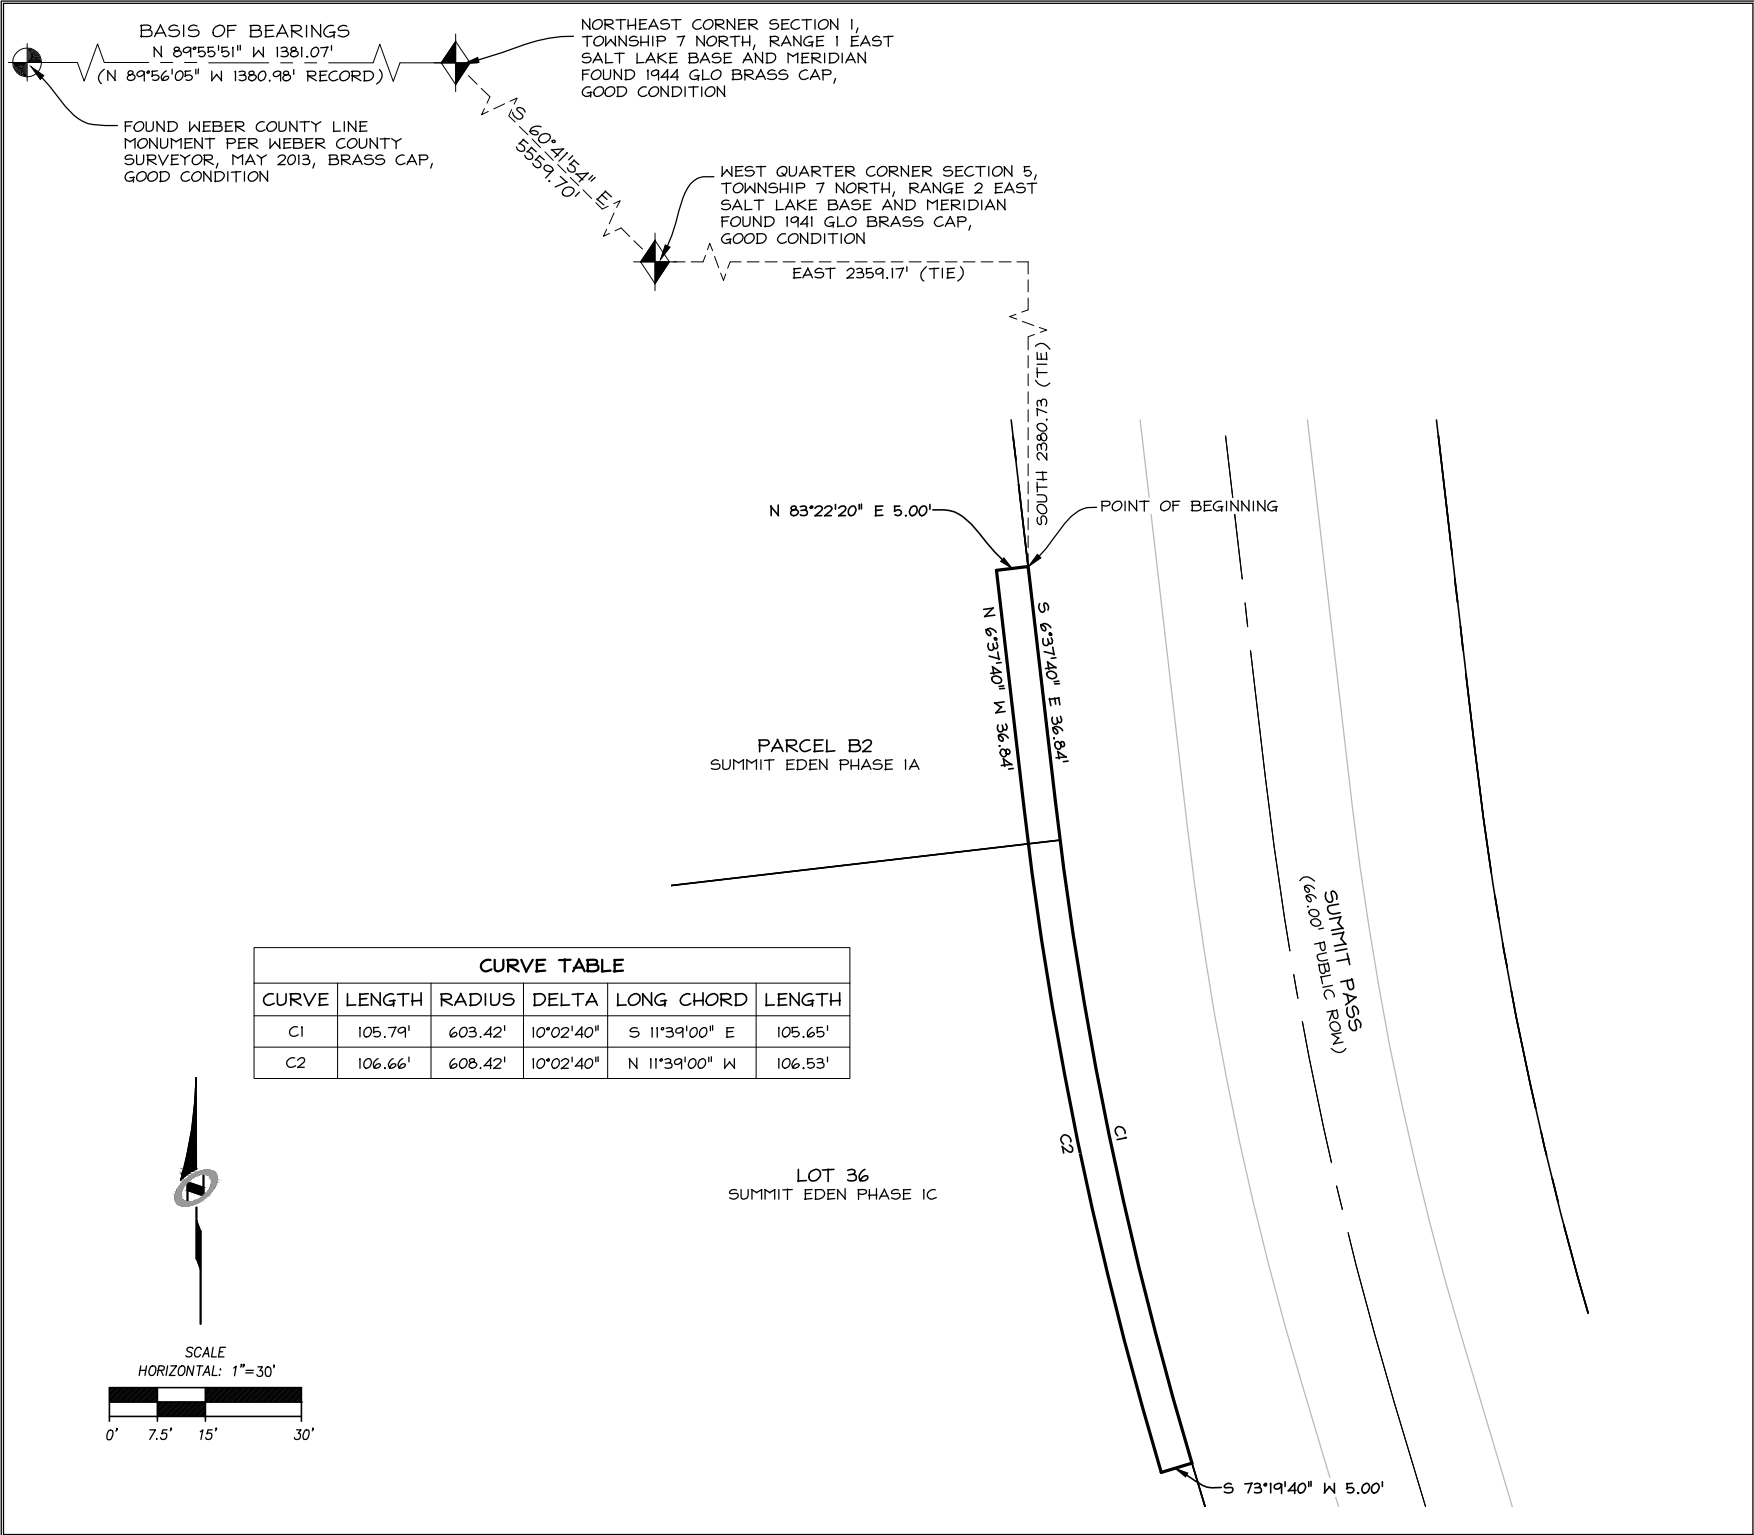 BASIS OF BEARINGS
N 89°55'51" W 1381.07'
(N 89°56'05" W 1380.98' RECORD)
NORTHEAST CORNER SECTION 1,
TOWNSHIP 7 NORTH, RANGE 1 EAST
SALT LAKE BASE AND MERIDIAN
FOUND 1944 GLO BRASS CAP,
GOOD CONDITION
FOUND WEBER COUNTY LINE
MONUMENT PER WEBER COUNTY
SURVEYOR, MAY 2013, BRASS CAP,
GOOD CONDITION
S 60°41'54" E
5559.70'
WEST QUARTER CORNER SECTION 5,
TOWNSHIP 7 NORTH, RANGE 2 EAST
SALT LAKE BASE AND MERIDIAN
FOUND 1941 GLO BRASS CAP,
GOOD CONDITION
EAST 2359.17' (TIE)
SOUTH 2380.73 (TIE)
N 83°22'20" E 5.00'
POINT OF BEGINNING
N 6°37'40" W 36.84'
S 6°37'40" E 36.84'
PARCEL B2
SUMMIT EDEN PHASE 1A
SUMMIT PASS
(66.00' PUBLIC ROW)
CURVE TABLE
CURVE LENGTH RADIUS DELTA LONG CHORD LENGTH
C1 105.79' 603.42' 10°02'40" S 11°39'00" E 105.65'
C2 106.66' 608.42' 10°02'40" N 11°39'00" W 106.53'
C2
C1
LOT 36
SUMMIT EDEN PHASE 1C
N
SCALE
HORIZONTAL: 1"=30'
0' 7.5' 15' 30'
S 73°19'40" W 5.00'